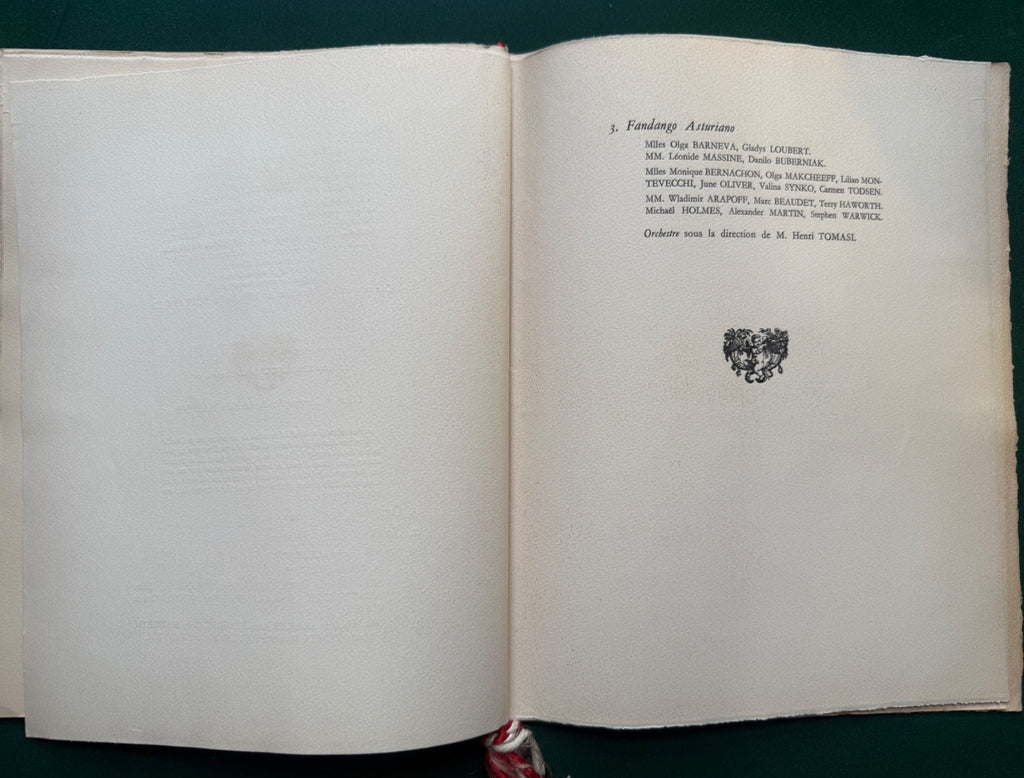 3. Fandango Asturiano
Mlles Olga BARNEVA, Gladys LOUBERT.
MM. Léonide MASSINE, Danilo BUBERNIAK.
Mlles Monique BERNACHON, Olga MAKCHEEFF, Lilian MON-
TEVECCHI, June OLIVER, Valina SYNKO, Carmen TODSEN.
MM. Wladimir ARAPOFF, Marc BEAUDET, Terry HAWORTH.
Michaël HOLMES, Alexander MARTIN, Stephen WARWICK.
Orchestre sous la direction de M. Henri TOMASI.